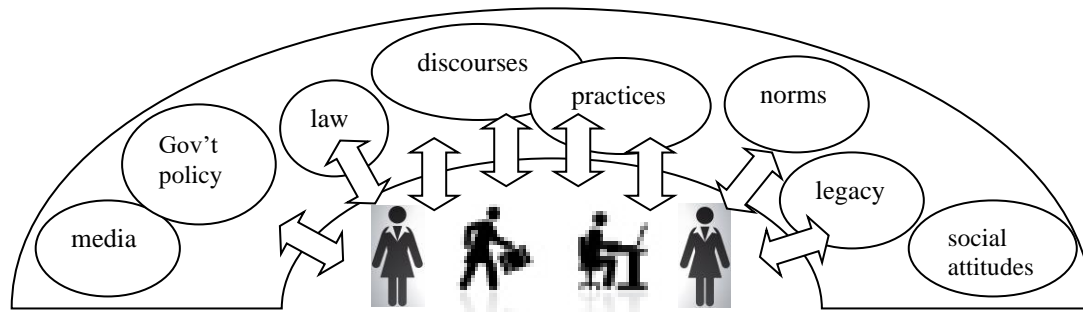 media
Gov’t
policy
law
discourses
practices
norms
legacy
social
attitudes